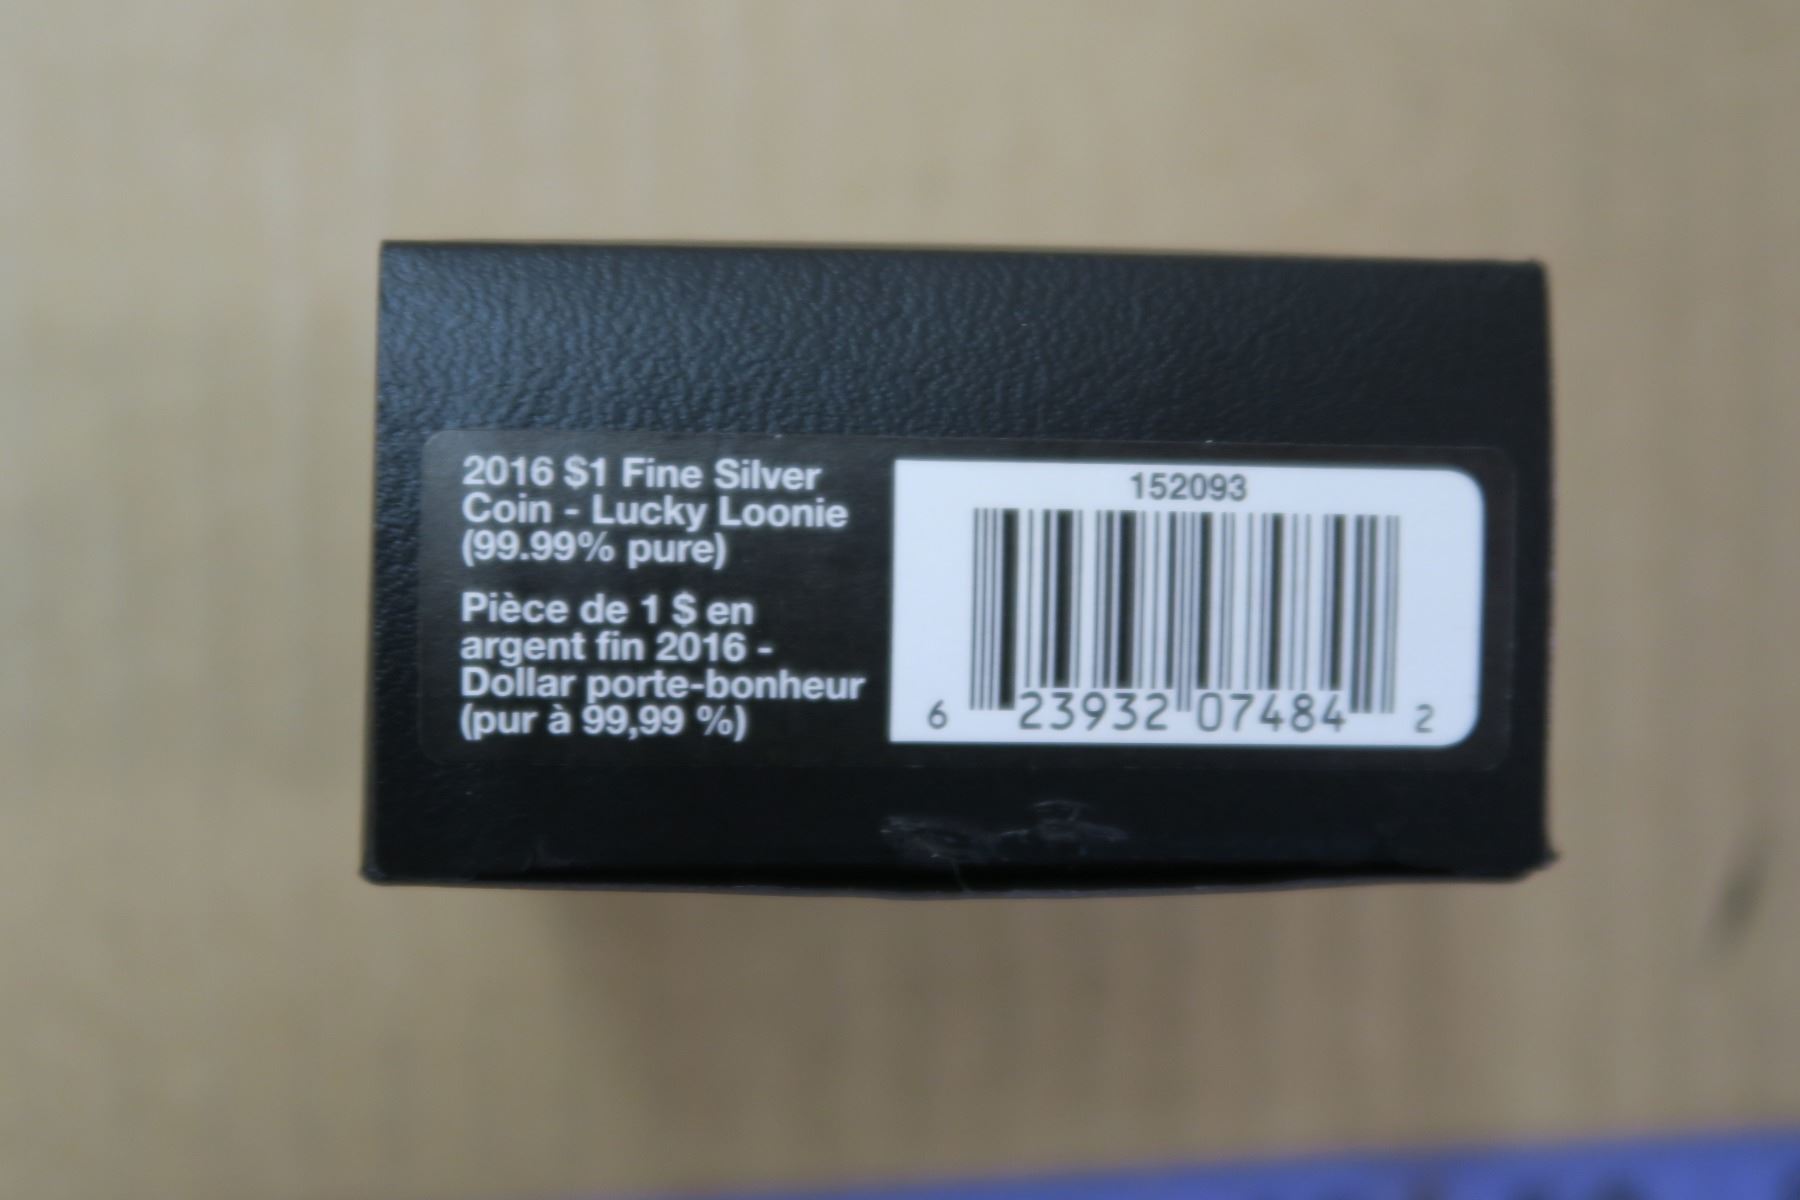 2016 $1 Fine Silver
Coin - Lucky Loonie
(99.99% pure)
Pièce de 1 $ en
argent fin 2016 -
Dollar porte-bonheur
(pur à 99,99 %)
152093
6 23932 07484 2